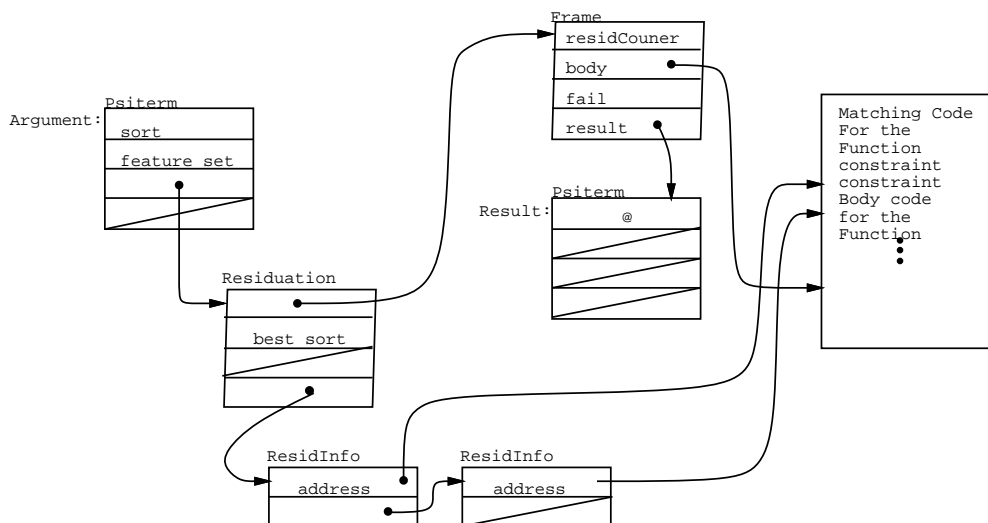 Frame
residCouner
body
fail
result
Psiterm
Argument:
sort
feature set
Matching Code
For the
Function
constraint
constraint
Body code
for the
Function
Psiterm
Result:
@
Residuation
best sort
ResidInfo
address
ResidInfo
address